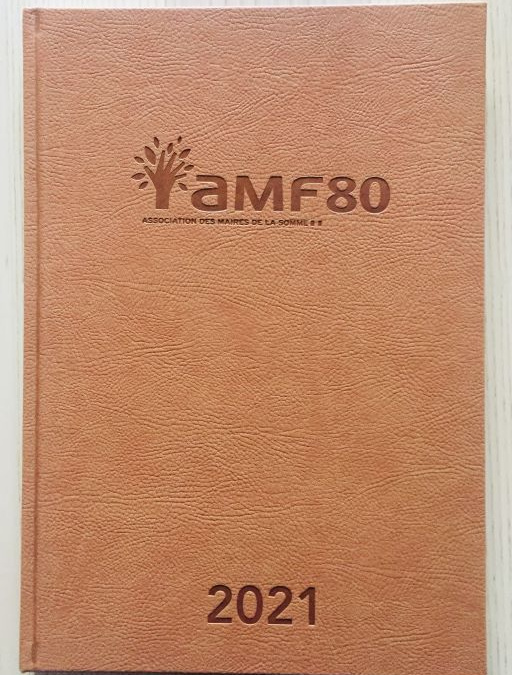 aMF80
ASSOCIATION DES MAIRES DE LA SOMME
2021